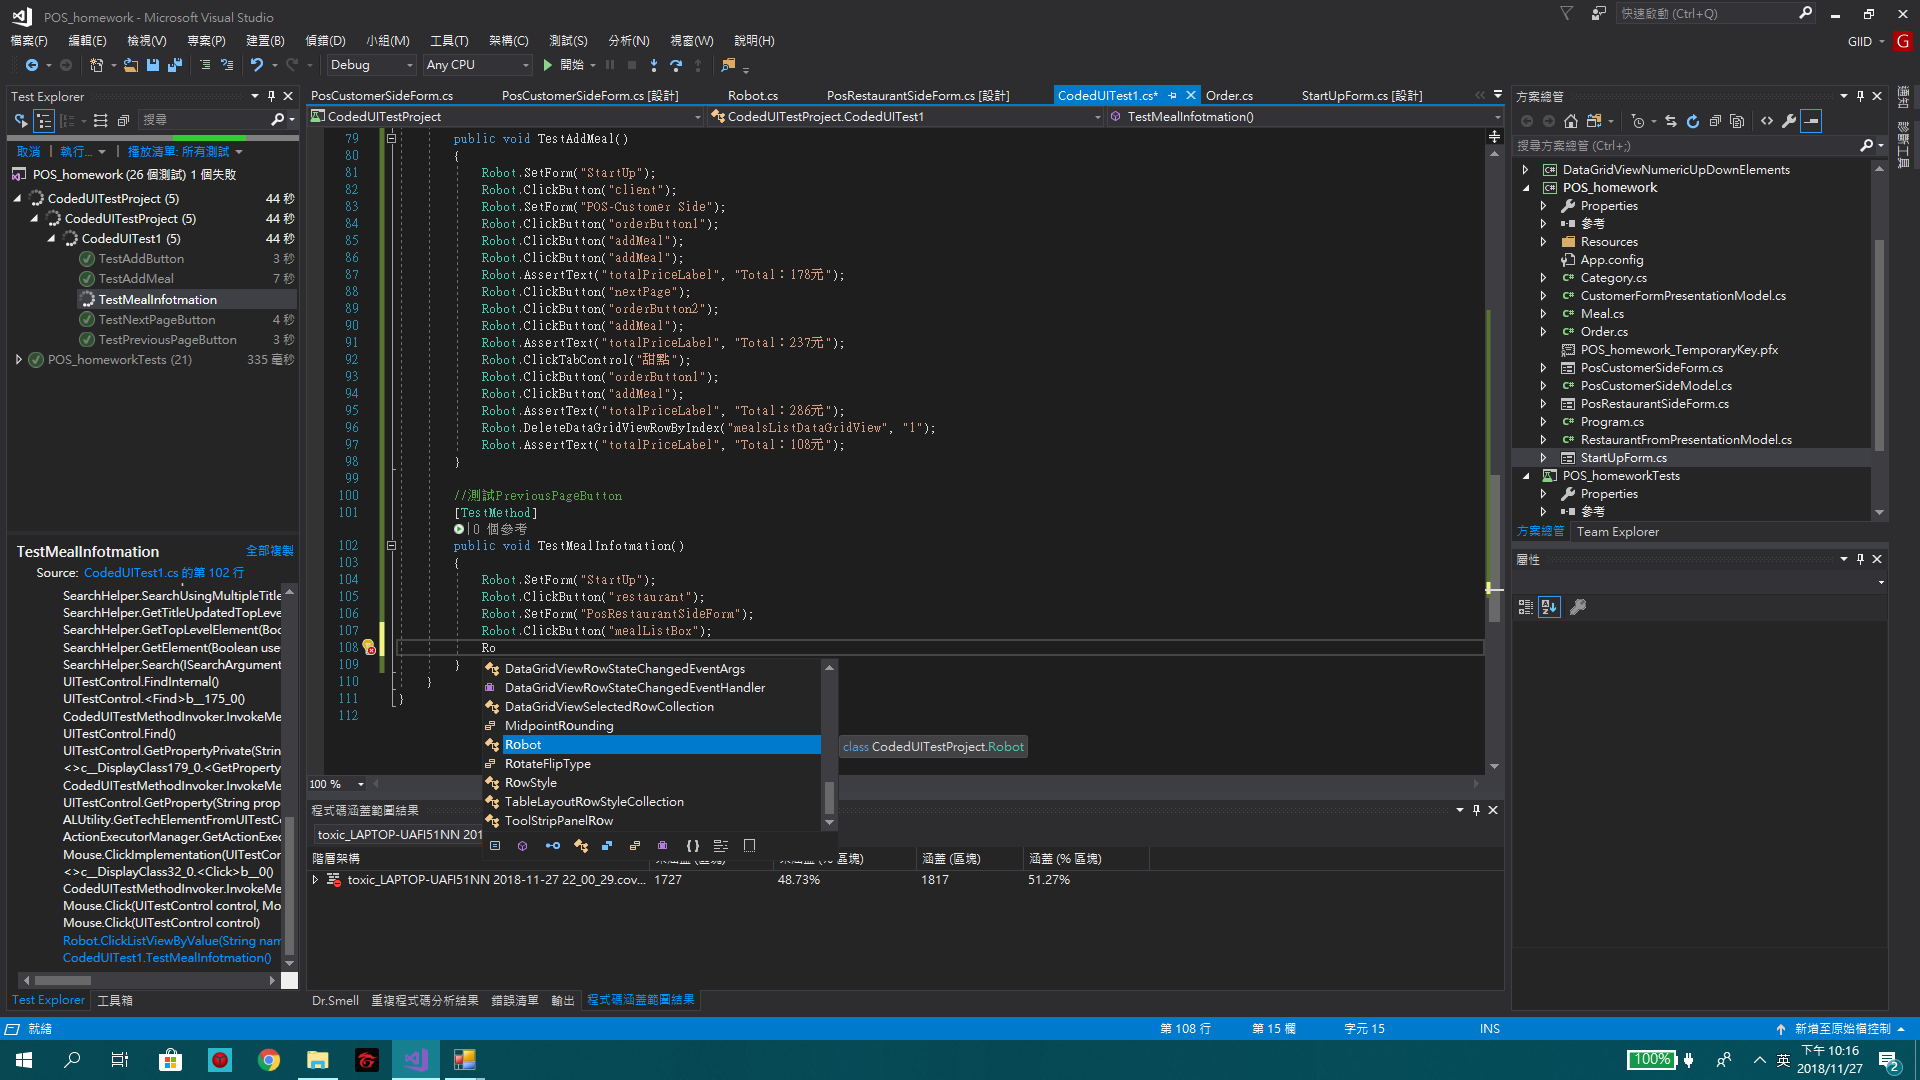 POS_homework - Microsoft Visual Studio
快速啟動 (Ctrl+Q)
檔案(F) 編輯(E) 檢視(V) 專案(P) 建置(B) 偵錯(D) 小組(M) 工具(T) 架構(C) 測試(S) 分析(N) 視窗(W) 說明(H)
GIID G
Debug Any CPU 開始
Test Explorer
搜尋
取消 執行... 播放清單: 所有測試
POS_homework (26 個測試) 1 個失敗
CodedUITestProject (5) 44 秒
CodedUITestProject (5) 44 秒
CodedUITest1 (5) 44 秒
TestAddButton 3 秒
TestAddMeal 7 秒
TestMealInfotmation
TestNextPageButton 4 秒
TestPreviousPageButton 3 秒
POS_homeworkTests (21) 335 毫秒
TestMealInfotmation 全部複製
Source: CodedUITest1.cs 的第 102 行
SearchHelper.SearchUsingMultipleTitle
SearchHelper.GetTitleUpdatedTopLeve
SearchHelper.GetTopLevelElement(Boo
SearchHelper.GetElement(Boolean use
SearchHelper.Search(ISearchArgument
UITestControl.FindInternal()
UITestControl.<Find>b__175_0()
CodedUITestMethodInvoker.InvokeMe
UITestControl.Find()
UITestControl.GetPropertyPrivate(Strin
<>c__DisplayClass179_0.<GetProperty
CodedUITestMethodInvoker.InvokeMe
UITestControl.GetProperty(String prop
ALUtility.GetTechElementFromUITestCo
ActionExecutorManager.GetActionExec
Mouse.ClickImplementation(UITestCor
<>c__DisplayClass32_0.<Click>b__0()
CodedUITestMethodInvoker.InvokeMe
Mouse.Click(UITestControl control, Mo
Mouse.Click(UITestControl control)
Robot.ClickListViewByValue(String nam
CodedUITest1.TestMealInfotmation()
Test Explorer 工具箱
PosCustomerSideForm.cs PosCustomerSideForm.cs [設計] Robot.cs PosRestaurantSideForm.cs [設計] CodedUITest1.cs* Order.cs StartUpForm.cs [設計]
CodedUITestProject CodedUITestProject.CodedUITest1 TestMealInfotmation()
79 public void TestAddMeal()
80 {
81 Robot.SetForm("StartUp");
82 Robot.ClickButton("client");
83 Robot.SetForm("POS-Customer Side");
84 Robot.ClickButton("orderButton1");
85 Robot.ClickButton("addMeal");
86 Robot.ClickButton("addMeal");
87 Robot.AssertText("totalPriceLabel", "Total：178元");
88 Robot.ClickButton("nextPage");
89 Robot.ClickButton("orderButton2");
90 Robot.ClickButton("addMeal");
91 Robot.AssertText("totalPriceLabel", "Total：237元");
92 Robot.ClickTabControl("甜點");
93 Robot.ClickButton("orderButton1");
94 Robot.ClickButton("addMeal");
95 Robot.AssertText("totalPriceLabel", "Total：286元");
96 Robot.DeleteDataGridViewRowByIndex("mealsListDataGridView", "1");
97 Robot.AssertText("totalPriceLabel", "Total：108元");
98 }
99
100 //測試PreviousPageButton
101 [TestMethod]
0 個參考
102 public void TestMealInfotmation()
103 {
104 Robot.SetForm("StartUp");
105 Robot.ClickButton("restaurant");
106 Robot.SetForm("PosRestaurantSideForm");
107 Robot.ClickButton("mealListBox");
108 Ro
109 }
110 }
111 }
112
DataGridViewRowStateChangedEventArgs
DataGridViewRowStateChangedEventHandler
DataGridViewSelectedRowCollection
MidpointRounding
Robot
RotateFlipType
RowStyle
TableLayoutRowStyleCollection
ToolStripPanelRow
class CodedUITestProject.Robot
100 %
程式碼涵蓋範圍結果
toxic_LAPTOP-UAFI51NN 201
階層架構 涵蓋 (區塊) 涵蓋 (% 區塊)
toxic_LAPTOP-UAFI51NN 2018-11-27 22_00_29.cov... 1727 48.73% 1817 51.27%
Dr.Smell 重複程式碼分析結果 錯誤清單 輸出 程式碼涵蓋範圍結果
方案總管
搜尋方案總管 (Ctrl+;)
DataGridViewNumericUpDownElements
POS_homework
Properties
參考
Resources
App.config
Category.cs
CustomerFormPresentationModel.cs
Meal.cs
Order.cs
POS_homework_TemporaryKey.pfx
PosCustomerSideForm.cs
PosCustomerSideModel.cs
PosRestaurantSideForm.cs
Program.cs
RestaurantFromPresentationModel.cs
StartUpForm.cs
POS_homeworkTests
Properties
參考
方案總管 Team Explorer
屬性
通知
診斷工具
就緒 第 108 行 第 15 欄 字元 15 INS 新增至原始檔控制
100% 英 下午 10:16
2018/11/27
2